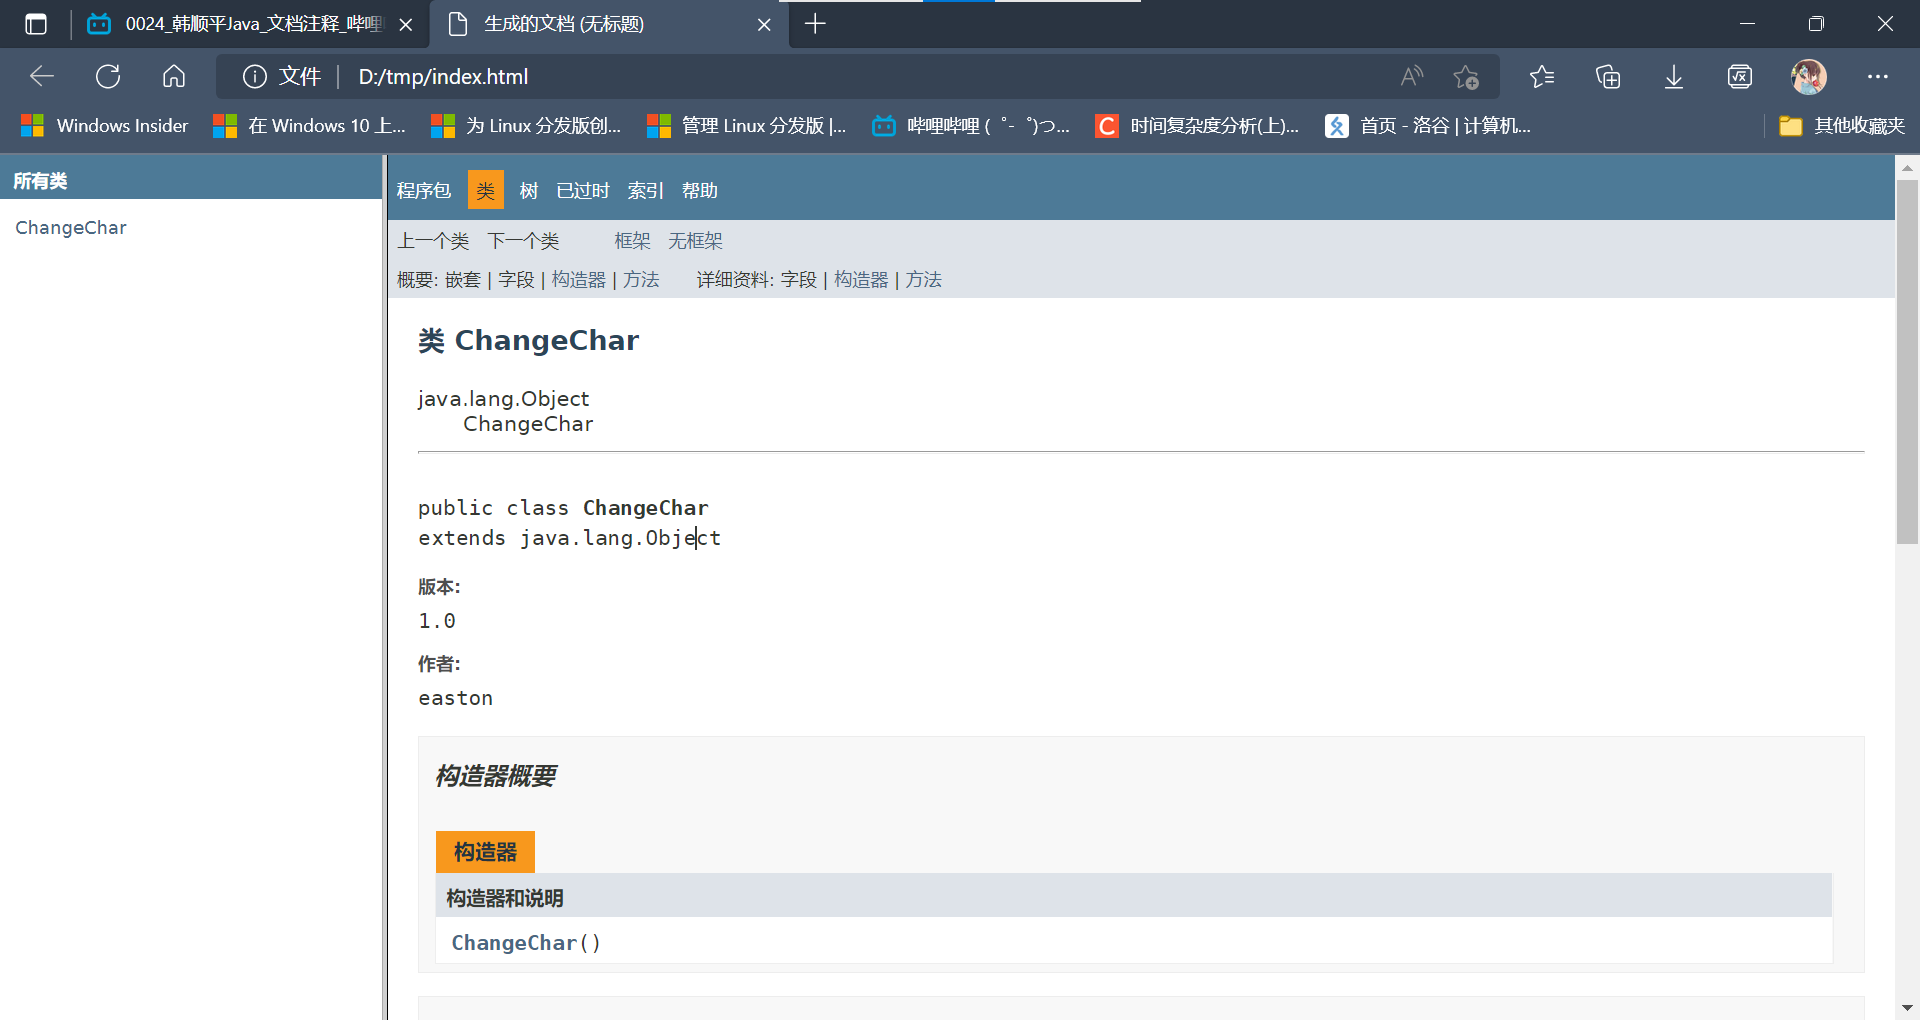 0024_韩顺平Java_文档注释_哔哩
生成的文档 (无标题)
文件 D:/tmp/index.html
Windows Insider 在 Windows 10 上... 为 Linux 分发版创... 管理 Linux 分发版 |... 哔哩哔哩 ( ゜- ゜)つ... C 时间复杂度分析(上)... 首页 - 洛谷 | 计算机... 其他收藏夹
所有类
ChangeChar
程序包 类 树 已过时 索引 帮助
上一个类 下一个类 框架 无框架
概要: 嵌套 | 字段 | 构造器 | 方法 详细资料: 字段 | 构造器 | 方法
类 ChangeChar
java.lang.Object
ChangeChar
public class ChangeChar
extends java.lang.Object
版本:
1.0
作者:
easton
构造器概要
构造器
构造器和说明
ChangeChar()